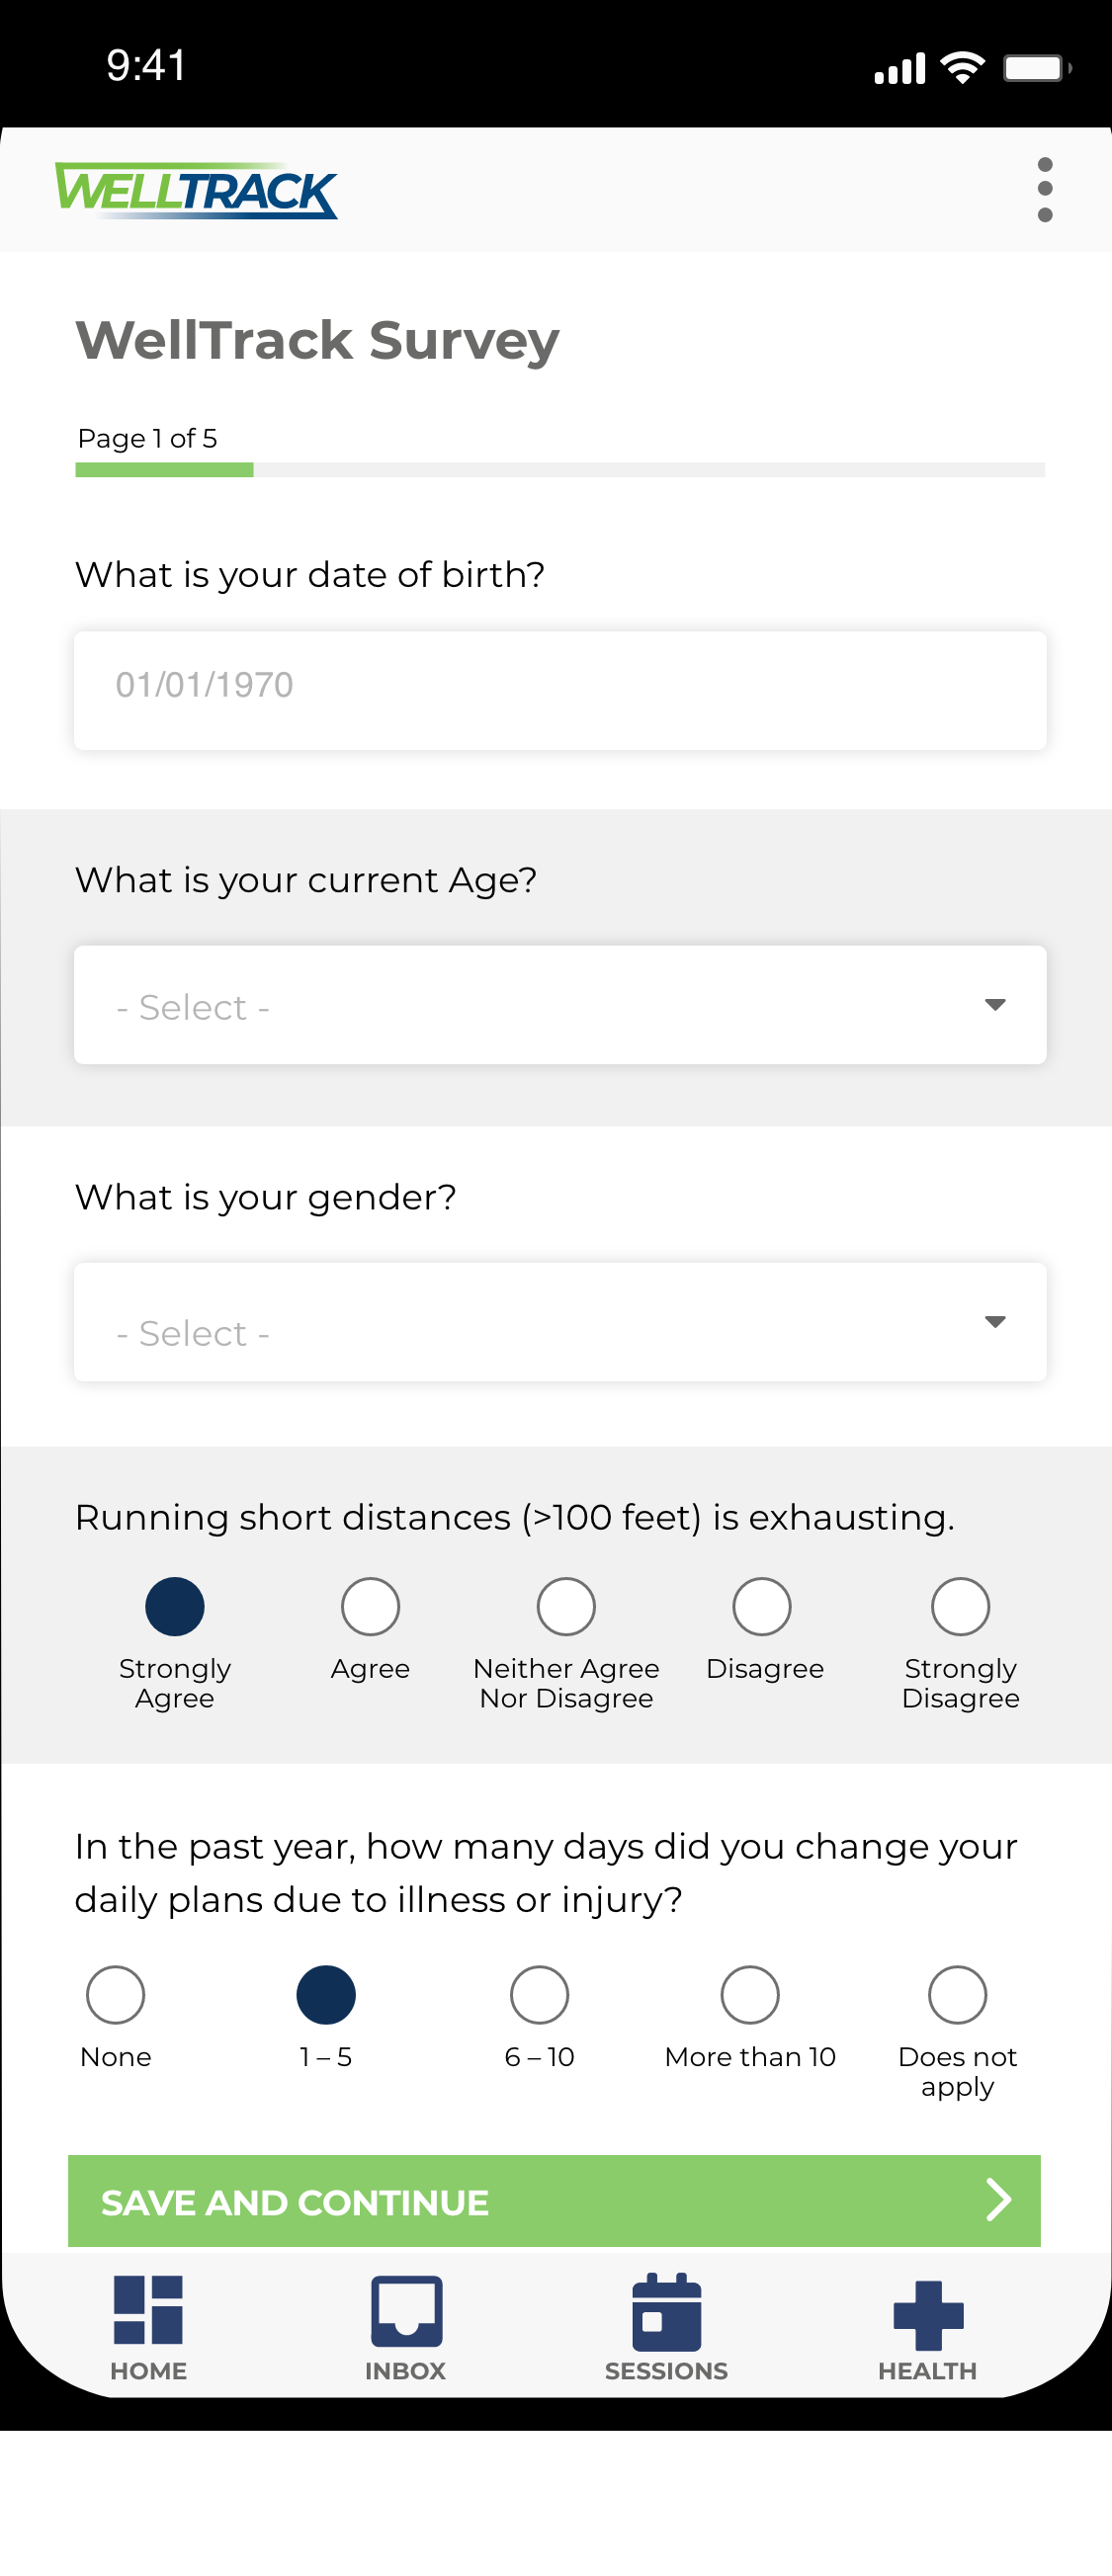 9:41
WELLTRACK
WellTrack Survey
Page 1 of 5
What is your date of birth?
01/01/1970
What is your current Age?
- Select -
What is your gender?
- Select -
Running short distances (>100 feet) is exhausting.
Strongly Agree
Agree
Neither Agree Nor Disagree
Disagree
Strongly Disagree
In the past year, how many days did you change your
daily plans due to illness or injury?
None
1 – 5
6 – 10
More than 10
Does not apply
SAVE AND CONTINUE
HOME
INBOX
SESSIONS
HEALTH